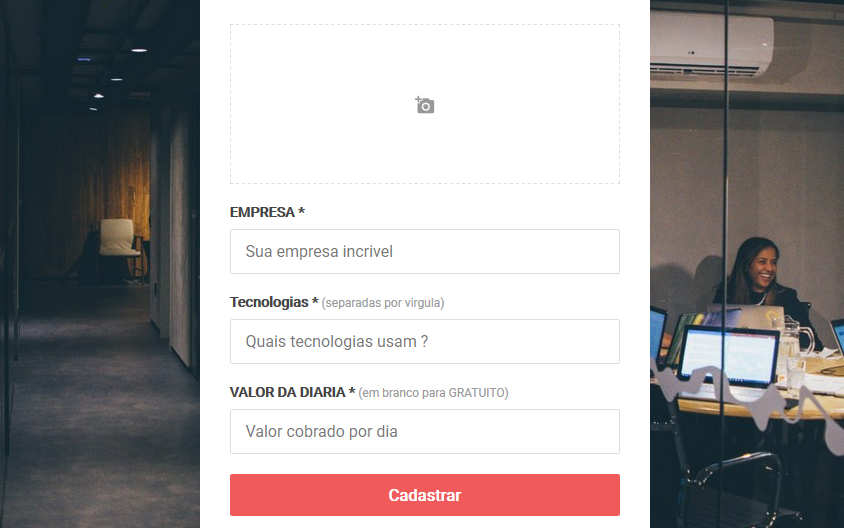 EMPRESA *
Sua empresa incrivel
Tecnologias * (separadas por virgula)
Quais tecnologias usam ?
VALOR DA DIARIA * (em branco para GRATUITO)
Valor cobrado por dia
Cadastrar